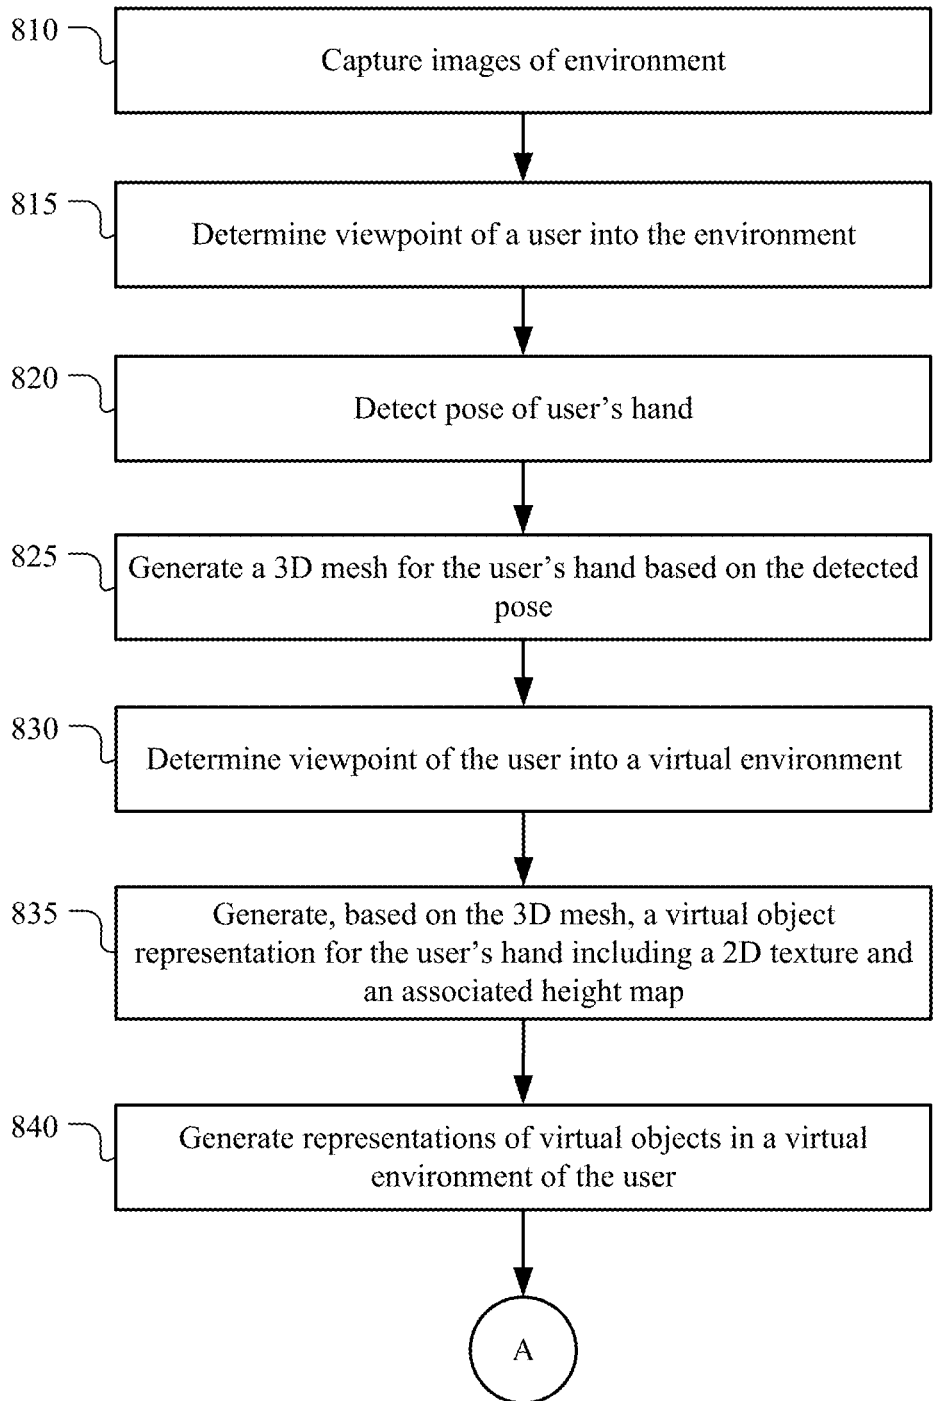 810
Capture images of environment
815
Determine viewpoint of a user into the environment
820
Detect pose of user’s hand
825
Generate a 3D mesh for the user’s hand based on the detected
pose
830
Determine viewpoint of the user into a virtual environment
835
Generate, based on the 3D mesh, a virtual object
representation for the user’s hand including a 2D texture and
an associated height map
840
Generate representations of virtual objects in a virtual
environment of the user
A